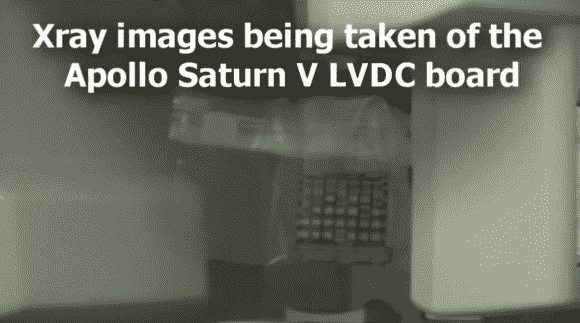 Xray images being taken of the
Apollo Saturn V LVDC board